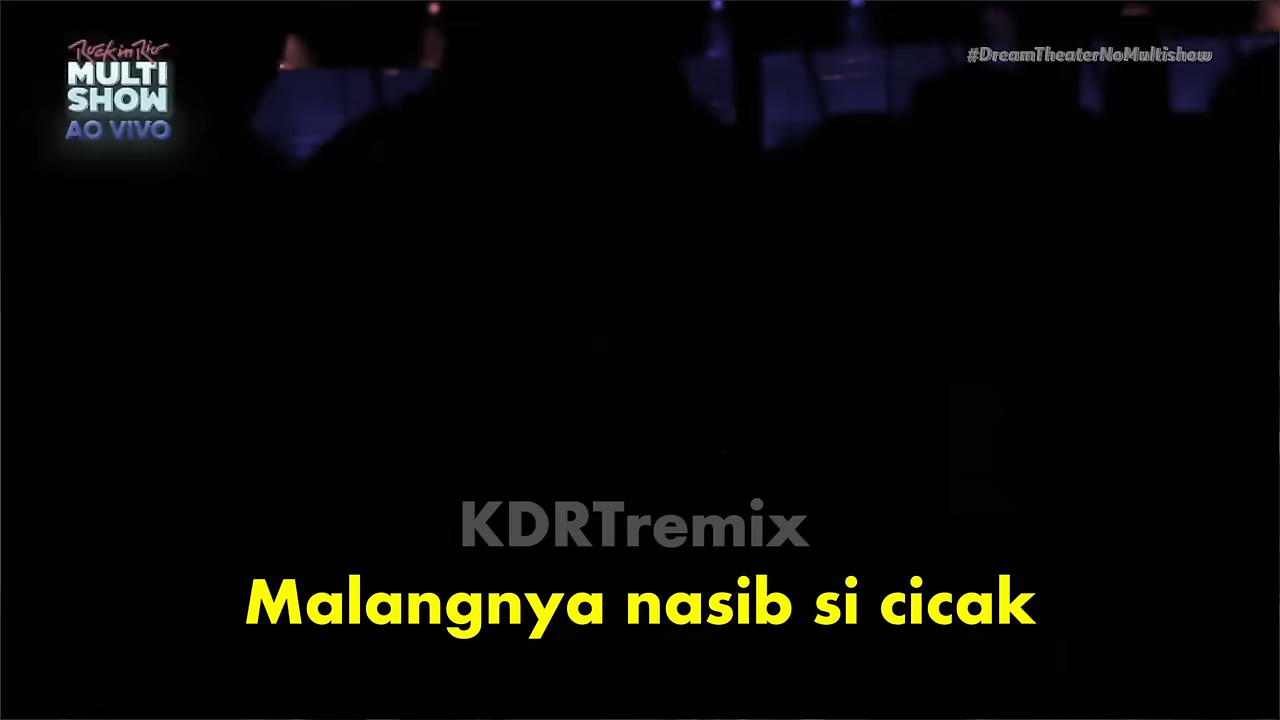 Rock in Rio
MULTI
SHOW
AO VIVO
#DreamTheaterNoMultishow
KDRTremix
Malangnya nasib si cicak